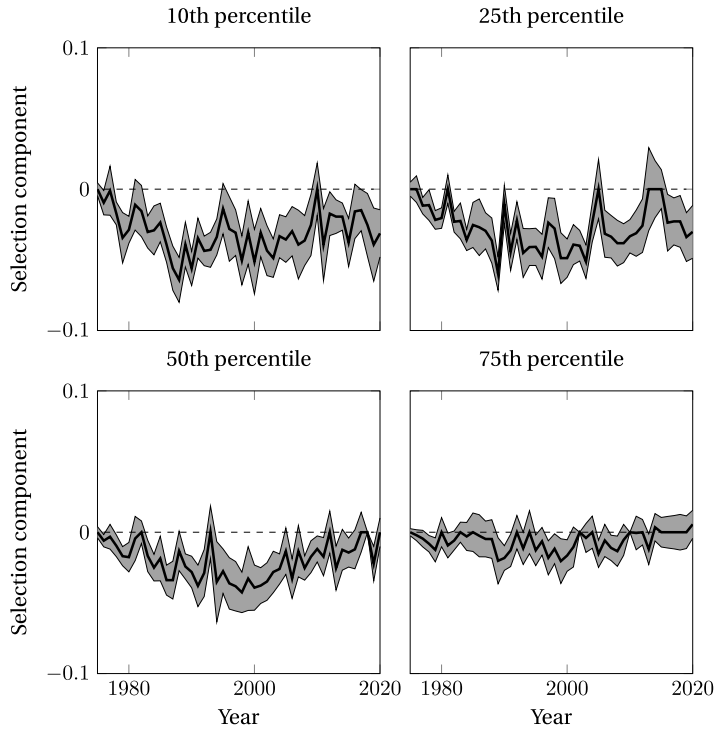 10th percentile 25th percentile
0.1
Selection component
0
−0.1
50th percentile 75th percentile
0.1
Selection component
0
−0.1
1980 2000 2020 1980 2000 2020
Year Year